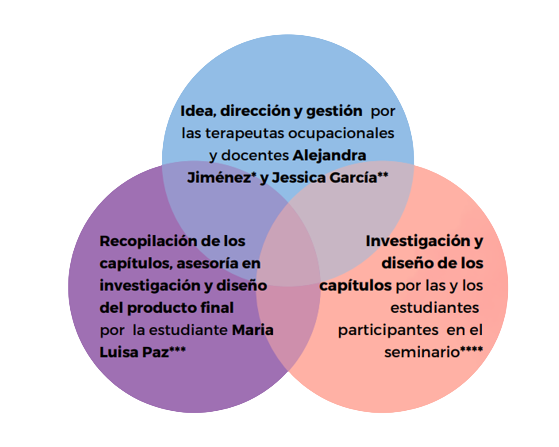 Idea, dirección y gestión por
las terapeutas ocupacionales
y docentes Alejandra
Jiménez* y Jessica García**
Recopilación de los
capítulos, asesoría en
investigación y diseño
del producto final
por la estudiante Maria
Luisa Paz***
Investigación y
diseño de los
capítulos por las y los
estudiantes
participantes en el
seminario****